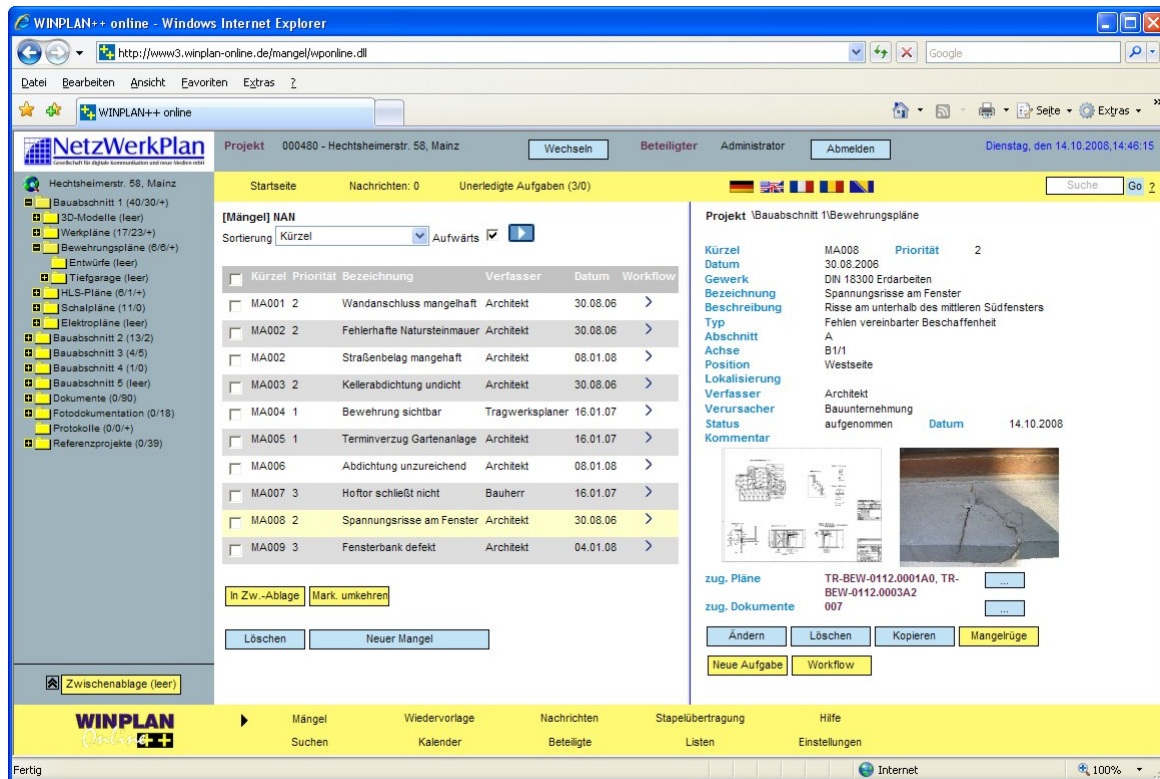 WINPLAN++ online - Windows Internet Explorer
http://www3.winplan-online.de/mangel/wponline.dll
Google
Datei Bearbeiten Ansicht Favoriten Extras ?
WINPLAN++ online
Seite Extras »
NetzWerkPlan
Gesellschaft für digitale Kommunikation und neue Medien mbH
Projekt 000480 - Hechtsheimerstr. 58, Mainz Wechseln Beteiligter Administrator Abmelden Dienstag, den 14.10.2008,14:46:15
Startseite Nachrichten: 0 Unerledigte Aufgaben (3/0) Suche Go ?
Hechtsheimerstr. 58, Mainz
Bauabschnitt 1 (40/30/+)
3D-Modelle (leer)
Werkpläne (17/23/+)
Bewehrungspläne (6/6/+)
Entwürfe (leer)
Tiefgarage (leer)
HLS-Pläne (6/1/+)
Schalpläne (11/0)
Elektropläne (leer)
Bauabschnitt 2 (13/2)
Bauabschnitt 3 (4/5)
Bauabschnitt 4 (1/0)
Bauabschnitt 5 (leer)
Dokumente (0/90)
Fotodokumentation (0/18)
Protokolle (0/0/+)
Referenzprojekte (0/39)
Zwischenablage (leer)
[Mängel] NAN
Sortierung Kürzel Aufwärts
Kürzel Priorität Bezeichnung Verfasser Datum Workflow
MA001 2 Wandanschluss mangelhaft Architekt 30.08.06 >
MA002 2 Fehlerhafte Natursteinmauer Architekt 30.08.06 >
MA002 Straßenbelag mangehaft Architekt 08.01.08 >
MA003 2 Kellerabdichtung undicht Architekt 30.08.06 >
MA004 1 Bewehrung sichtbar Tragwerksplaner 16.01.07 >
MA005 1 Terminverzug Gartenanlage Architekt 16.01.07 >
MA006 Abdichtung unzureichend Architekt 08.01.08 >
MA007 3 Hoftor schließt nicht Bauherr 16.01.07 >
MA008 2 Spannungsrisse am Fenster Architekt 30.08.06 >
MA009 3 Fensterbank defekt Architekt 04.01.08 >
In Zw.-Ablage Mark. umkehren
Löschen Neuer Mangel
Projekt \Bauabschnitt 1\Bewehrungspläne
Kürzel MA008 Priorität 2
Datum 30.08.2006
Gewerk DIN 18300 Erdarbeiten
Bezeichnung Spannungsrisse am Fenster
Beschreibung Risse am unterhalb des mittleren Südfensters
Typ Fehlen vereinbarter Beschaffenheit
Abschnitt A
Achse B1/1
Position Westseite
Lokalisierung
Verfasser Architekt
Verursacher Bauunternehmung
Status aufgenommen Datum 14.10.2008
Kommentar
zug. Pläne TR-BEW-0112.0001A0, TR-
BEW-0112.0003A2 ...
zug. Dokumente 007 ...
Ändern Löschen Kopieren Mangelrüge
Neue Aufgabe Workflow
WINPLAN
Online ++
Mängel Wiedervorlage Nachrichten Stapelübertragung Hilfe
Suchen Kalender Beteiligte Listen Einstellungen
Fertig Internet 100%